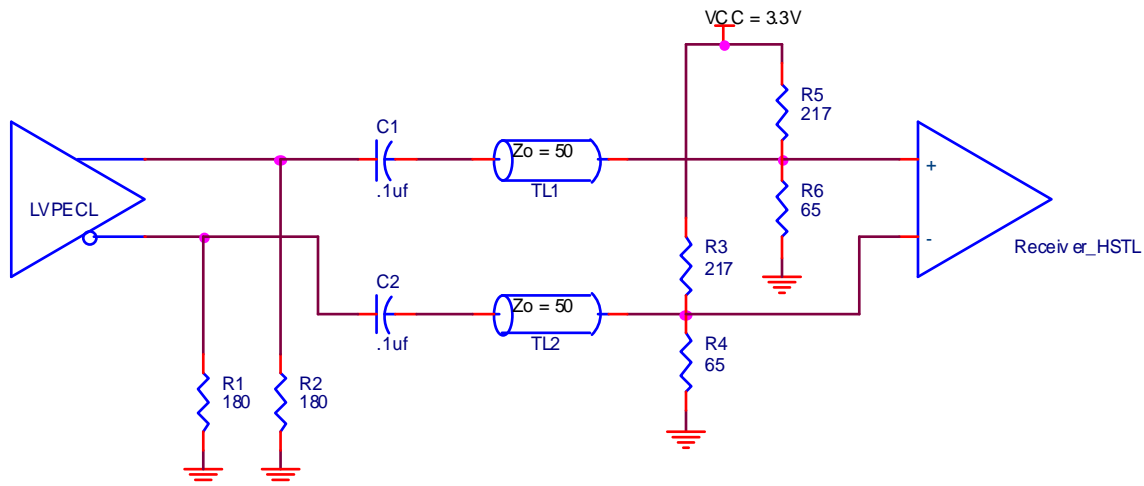 VCC = 3.3V
R5
217
C1
Zo = 50
+
.1uf
TL1
R6
65
LVPECL
-
Receiver_HSTL
R3
217
C2
Zo = 50
.1uf
TL2
R4
65
R1
180
R2
180